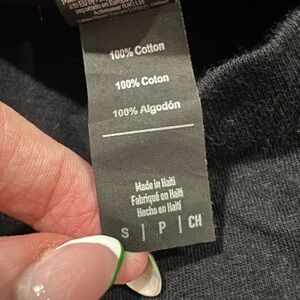 100% Cotton
100% Coton
100% Algodón
Made in Haiti
Fabriqué en Haïti
Hecho en Haití
S | P | CH